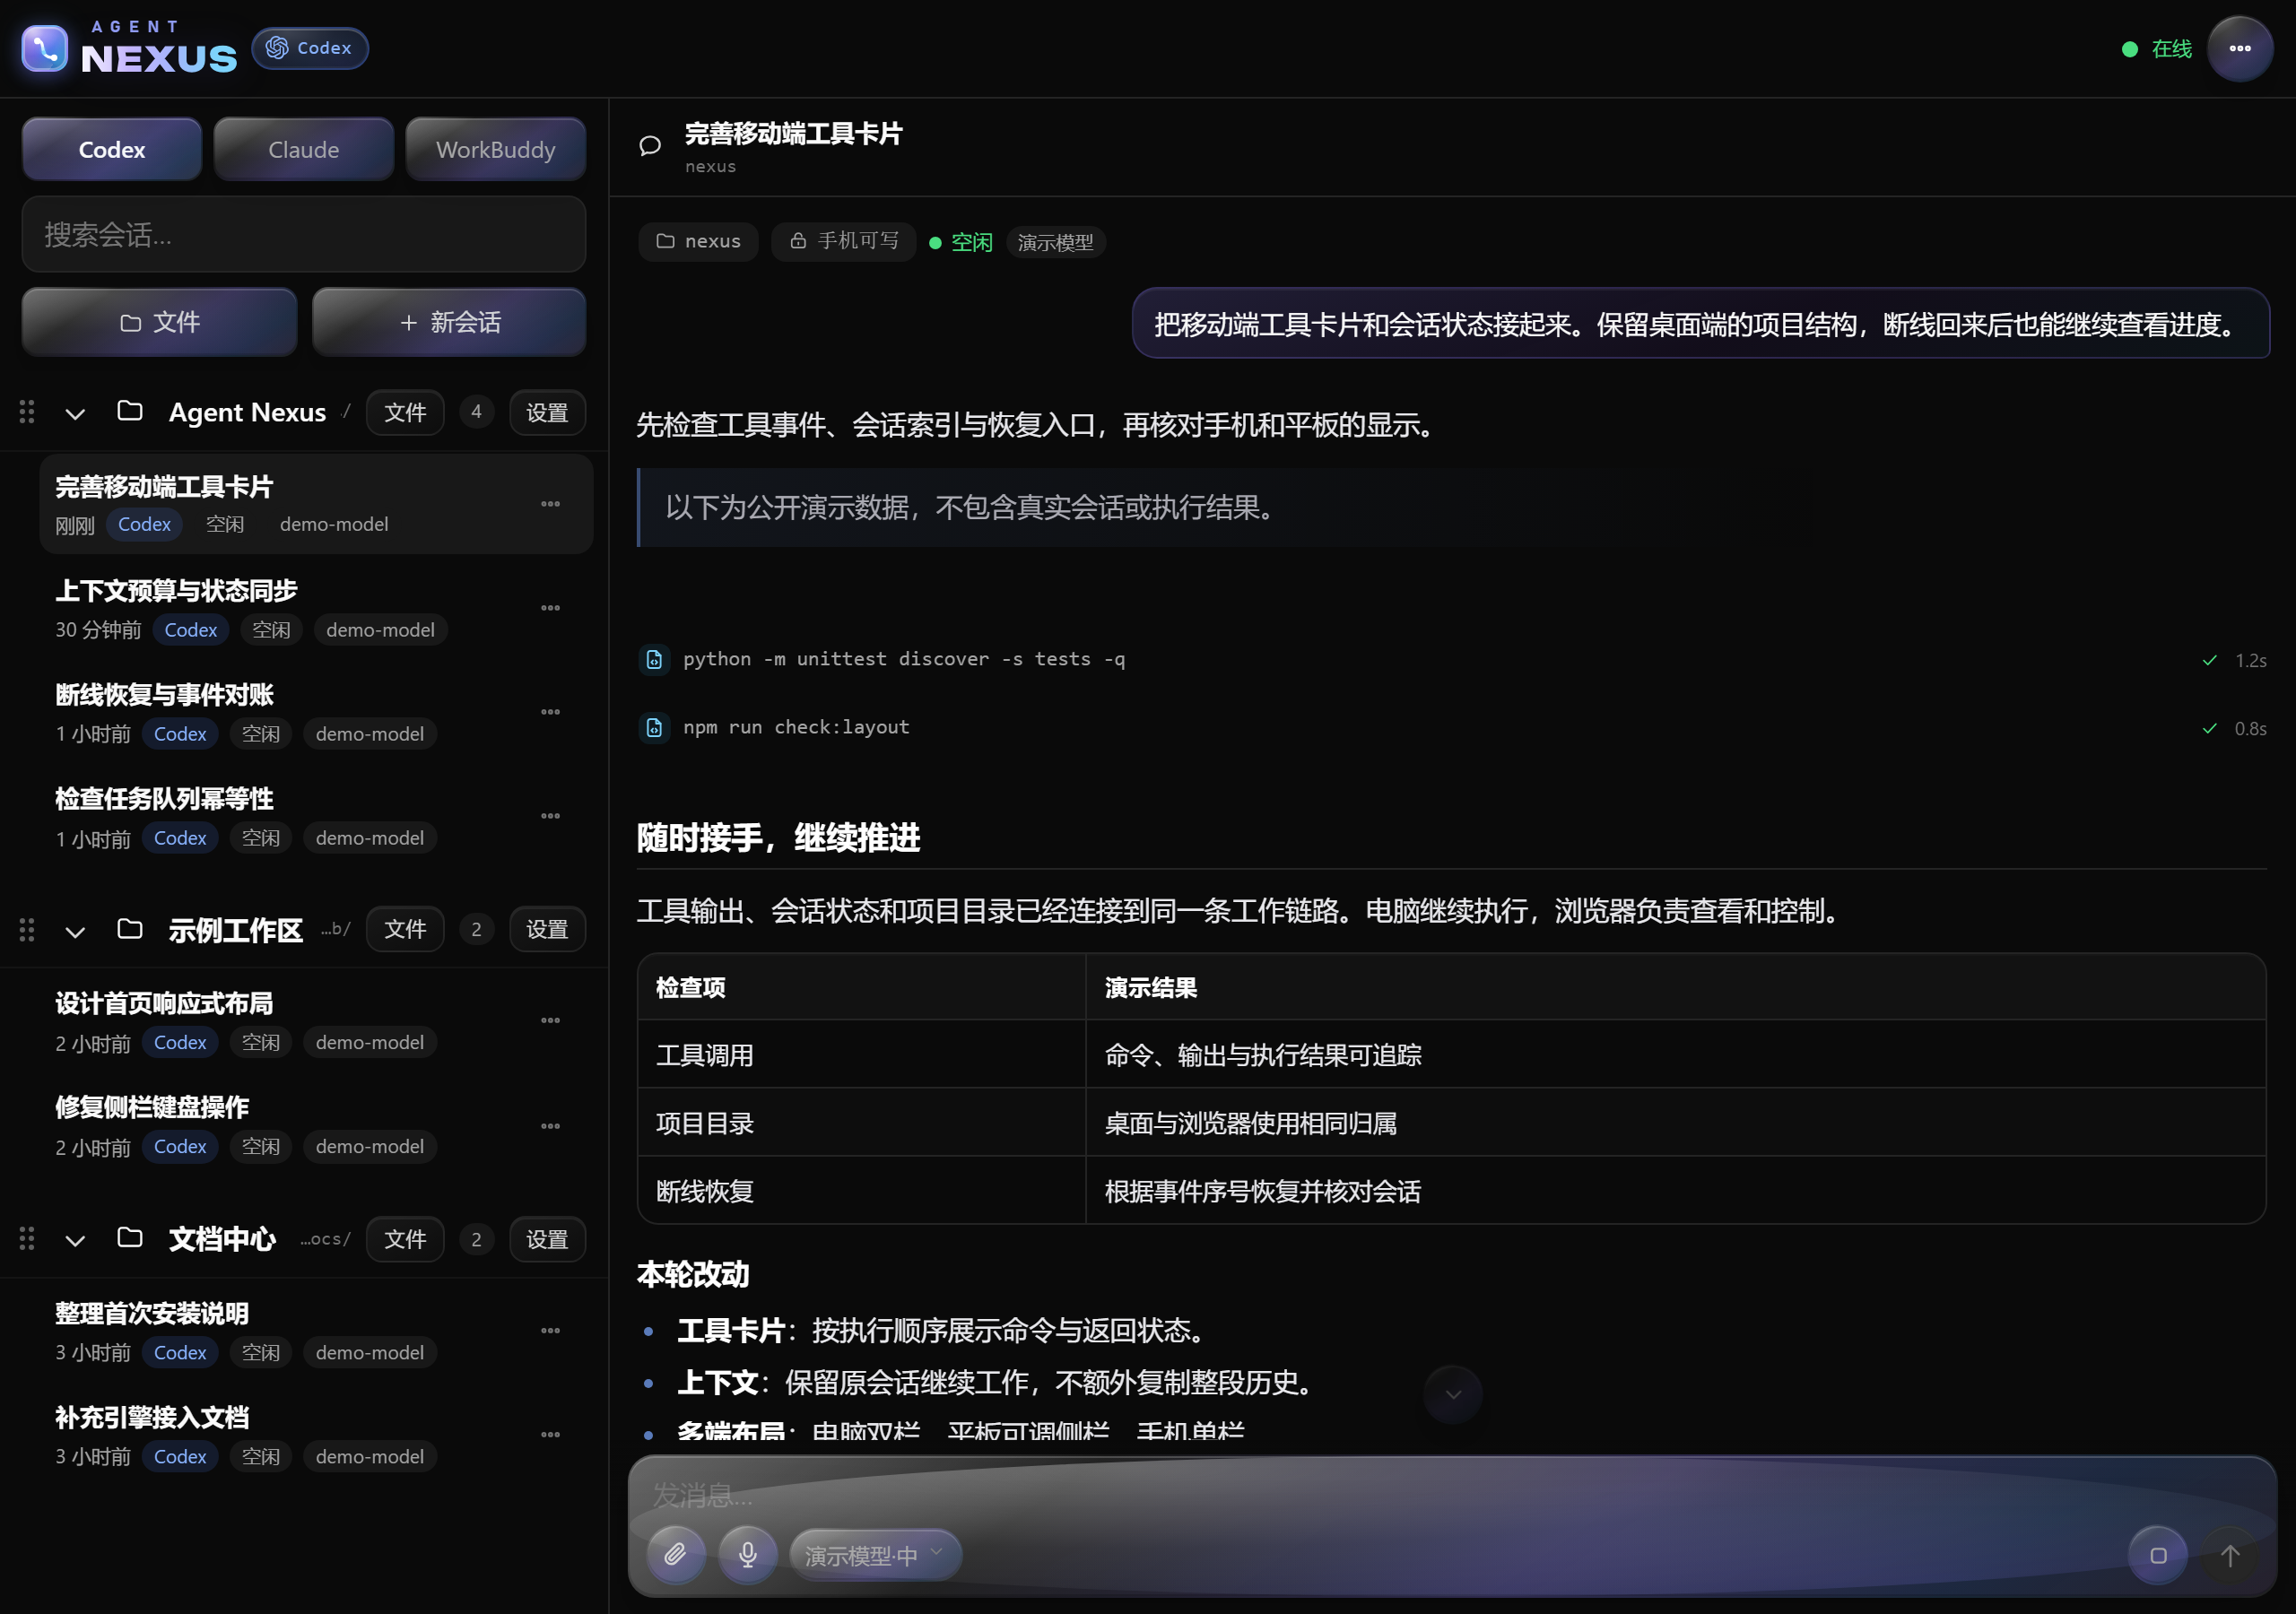 AGENT
NEXUS
Codex
在线
Codex
Claude
WorkBuddy
搜索会话...
文件
新会话
Agent Nexus
/
文件
4
设置
完善移动端工具卡片
刚刚
Codex
空闲
demo-model
上下文预算与状态同步
30 分钟前
Codex
空闲
demo-model
断线恢复与事件对账
1 小时前
Codex
空闲
demo-model
检查任务队列幂等性
1 小时前
Codex
空闲
demo-model
示例工作区
...b/
文件
2
设置
设计首页响应式布局
2 小时前
Codex
空闲
demo-model
修复侧栏键盘操作
2 小时前
Codex
空闲
demo-model
文档中心
...ocs/
文件
2
设置
整理首次安装说明
3 小时前
Codex
空闲
demo-model
补充引擎接入文档
3 小时前
Codex
空闲
demo-model
完善移动端工具卡片
nexus
nexus
手机可写
空闲
演示模型
把移动端工具卡片和会话状态接起来。保留桌面端的项目结构，断线回来后也能继续查看进度。
先检查工具事件、会话索引与恢复入口，再核对手机和平板的显示。
以下为公开演示数据，不包含真实会话或执行结果。
python -m unittest discover -s tests -q
1.2s
npm run check:layout
0.8s
随时接手，继续推进
工具输出、会话状态和项目目录已经连接到同一条工作链路。电脑继续执行，浏览器负责查看和控制。
检查项
演示结果
工具调用
命令、输出与执行结果可追踪
项目目录
桌面与浏览器使用相同归属
断线恢复
根据事件序号恢复并核对会话
本轮改动
工具卡片：按执行顺序展示命令与返回状态。
上下文：保留原会话继续工作，不额外复制整段历史。
多端布局：电脑双栏 平板可调侧栏 手机单栏
发消息...
演示模型·中